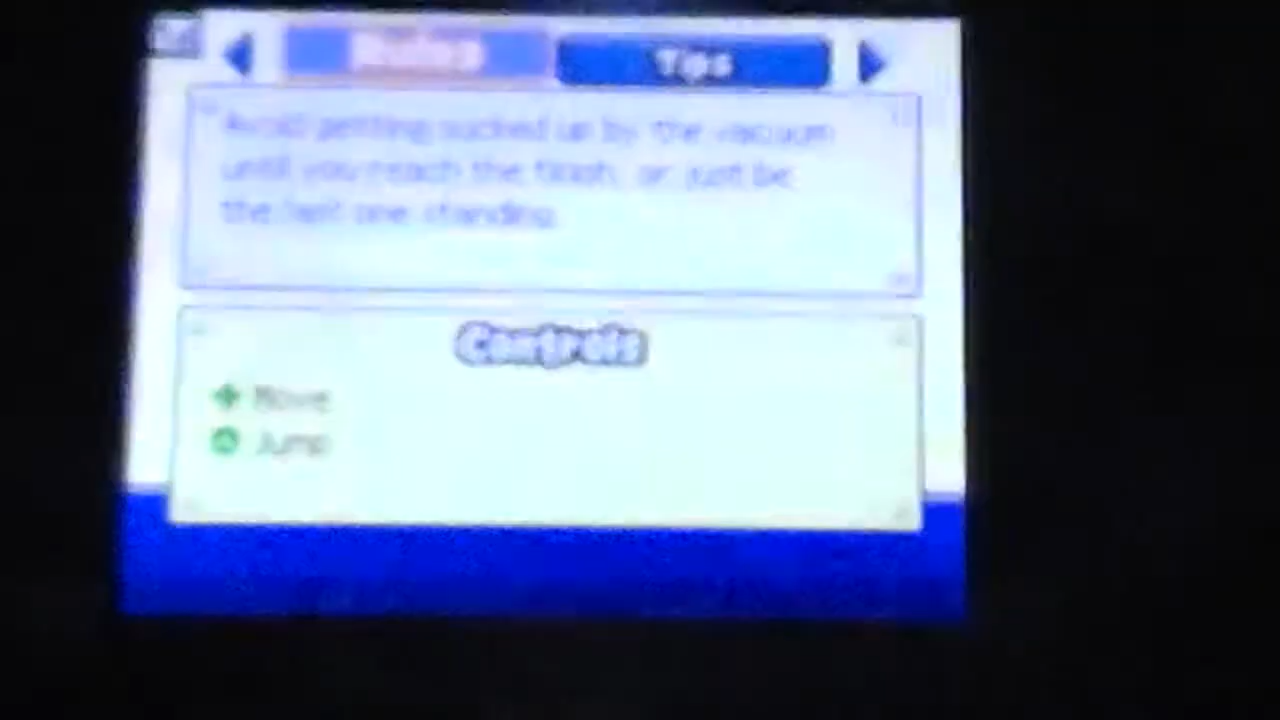 Rules
Tips
Avoid getting sucked up by the vacuum
until you reach the finish, or just be
the last one standing.
Controls
Move
A Jump